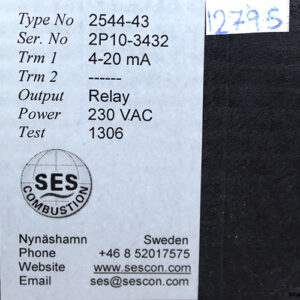 Type No 2544-43
12795
Ser. No 2P10-3432
Trm 1 4-20 mA
Trm 2 ------
Output Relay
Power 230 VAC
Test 1306
SES
COMBUSTION
Nynäshamn Sweden
Phone +46 8 52017575
Website www.sescon.com
Email ses@sescon.com